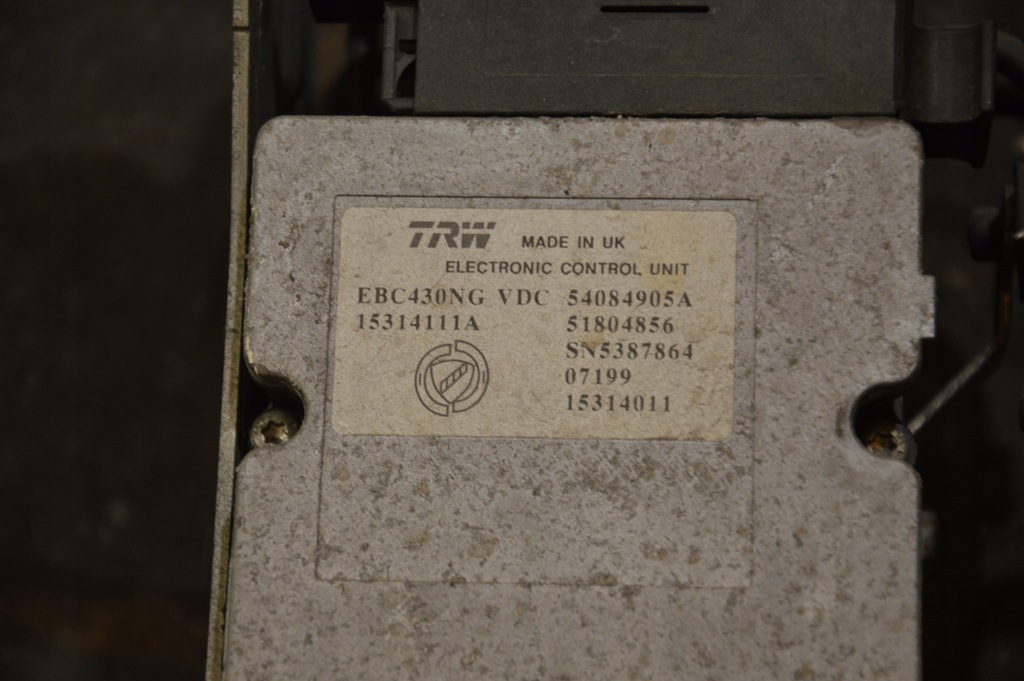 TRW MADE IN UK
ELECTRONIC CONTROL UNIT
EBC430NG VDC 54084905A
15314111A 51804856
SN5387864
07199
15314011